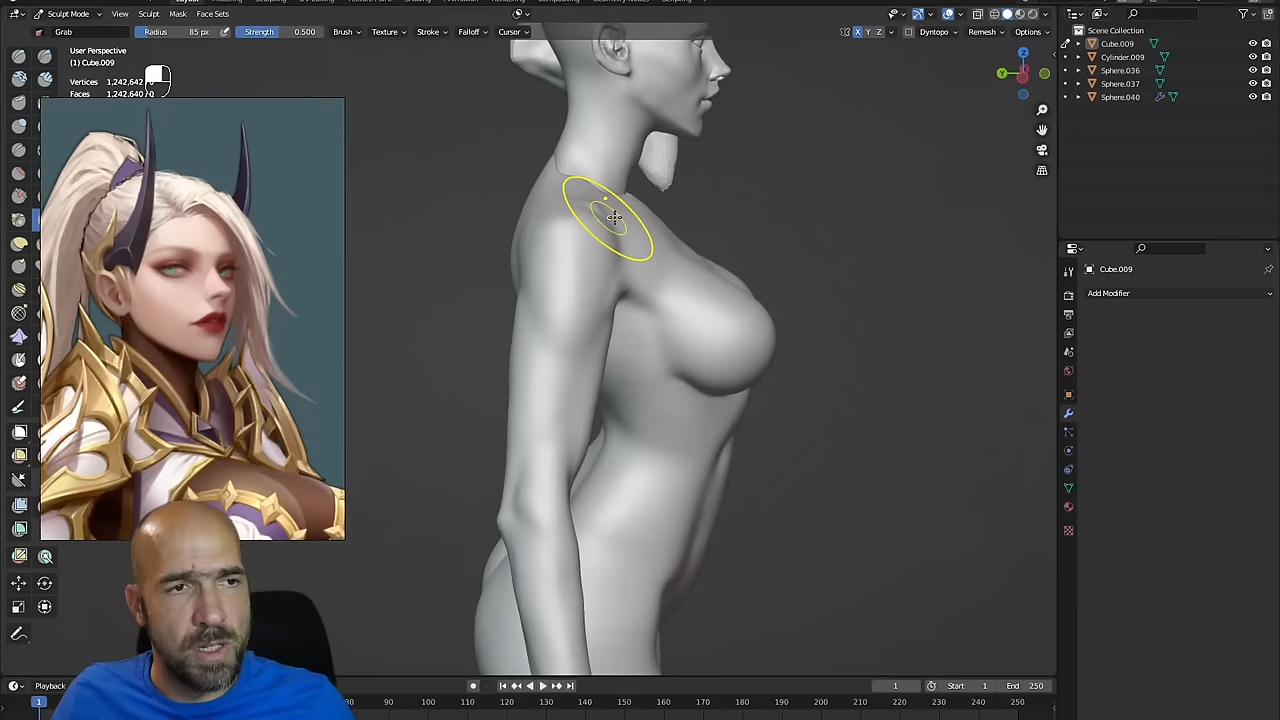 Layout
Sculpt Mode View Sculpt Mask Face Sets
Grab Radius 85 px Strength 0.500 Brush Texture Stroke Falloff Cursor X Y Z Dyntopo Remesh Options
User Perspective
(1) Cube.009
Vertices 1,242,642
Faces 1,242,640
Z
Y
Scene Collection
Cube.009
Cylinder.009
Sphere.036
Sphere.037
Sphere.040
Cube.009
Add Modifier
Playback 1 Start 1 End 250
1 80 90 100 110 120 130 140 150 160 170 180 190 200 210 220 230 240 250